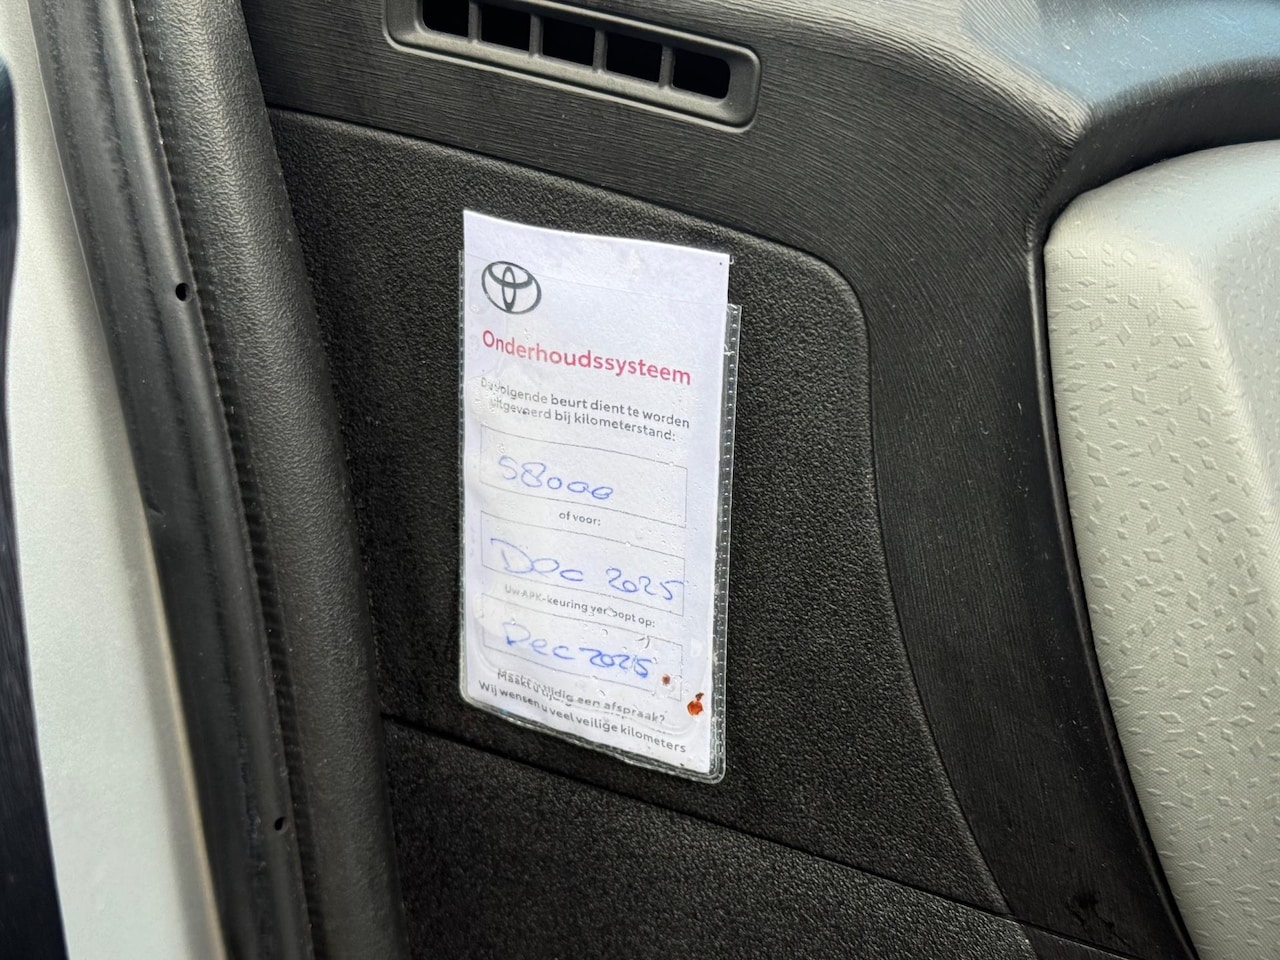 Onderhoudssysteem
De volgende beurt dient te worden
uitgevoerd bij kilometerstand:
58000
of voor:
Dec 2025
Uw APK-keuring verloopt op:
Dec 2025
een afspraak?
Maakt u
Wij wensen u veel veilige kilometers